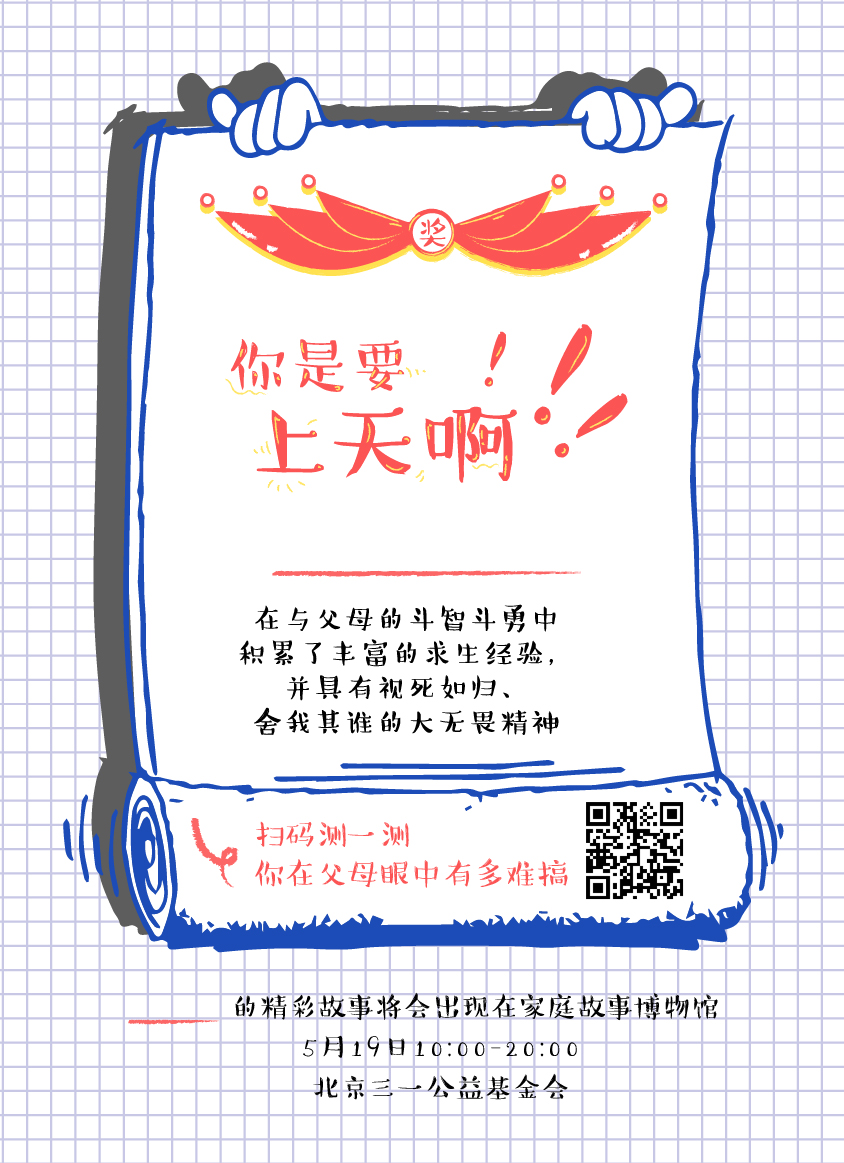 奖
你是要
上天啊!!!
在与父母的斗智斗勇中
积累了丰富的求生经验，
并具有视死如归、
舍我其谁的大无畏精神
扫码测一测
你在父母眼中有多难搞
的精彩故事将会出现在家庭故事博物馆
5月19日10:00-20:00
北京三一公益基金会